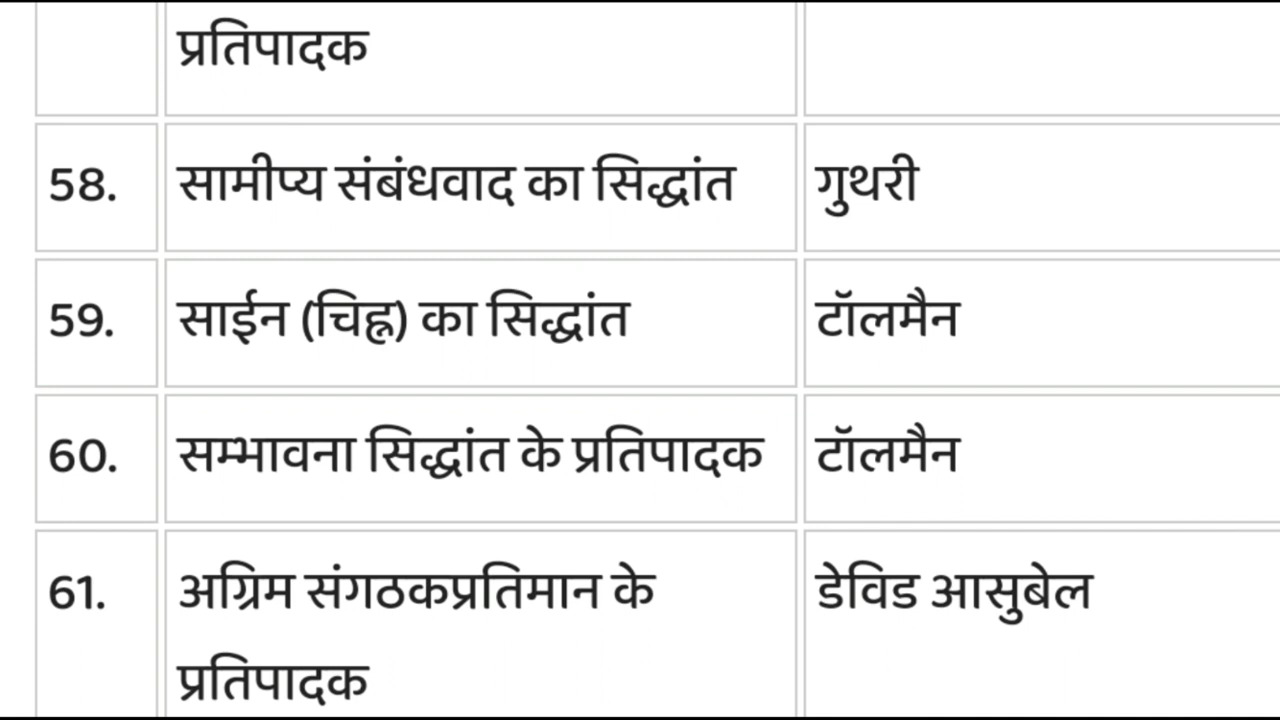 प्रतिपादक
58. सामीप्य संबंधवाद का सिद्धांत गुथरी
59. साईन (चिह्न) का सिद्धांत टॉलमैन
60. सम्भावना सिद्धांत के प्रतिपादक टॉलमैन
61. अग्रिम संगठकप्रतिमान के डेविड आसुबेल
प्रतिपादक